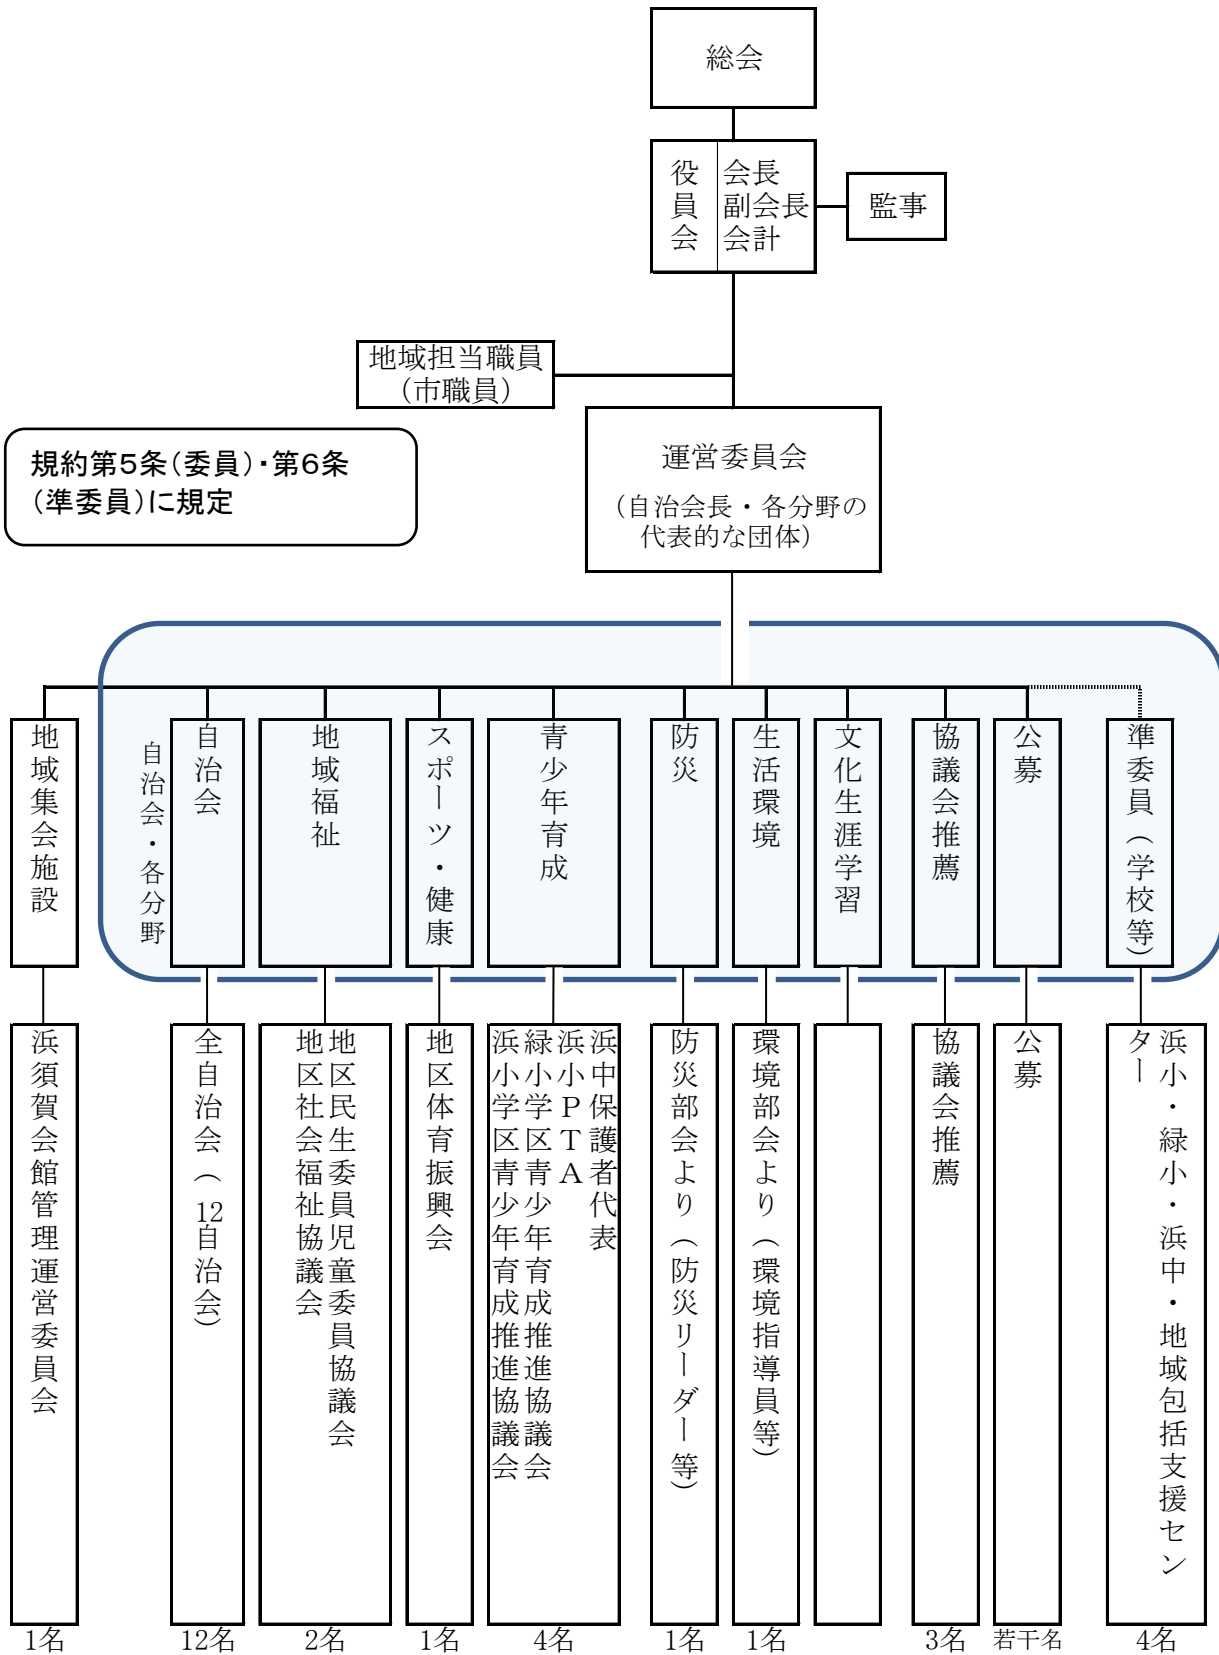 総会
役員会
会長
副会長
会計
監事
地域担当職員
（市職員）
運営委員会
（自治会長・各分野の
代表的な団体）
規約第５条（委員）・第６条
（準委員）に規定
自治会・各分野
地域集会施設
自治会
地域福祉
スポーツ・健康
青少年育成
防災
生活環境
文化生涯学習
協議会推薦
公募
準委員（学校等）
浜須賀会館管理運営委員会
全自治会（12自治会）
地区民生委員児童委員協議会
地区社会福祉協議会
地区体育振興会
浜中保護者代表
浜小ＰＴＡ
緑小学区青少年育成推進協議会
浜小学区青少年育成推進協議会
防災部会より（防災リーダー等）
環境部会より（環境指導員等）
協議会推薦
公募
浜小・緑小・浜中・地域包括支援セン
ター
1名
12名
2名
1名
4名
1名
1名
3名
若干名
4名